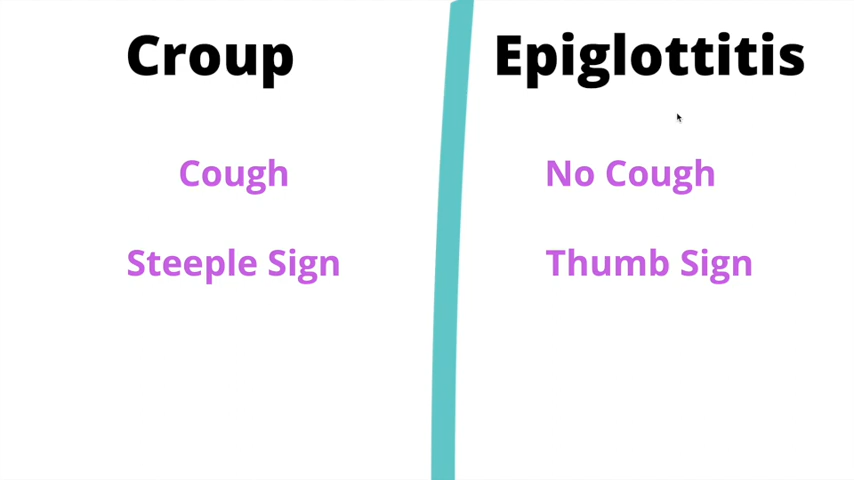 Croup
Epiglottitis
Cough
No Cough
Steeple Sign
Thumb Sign